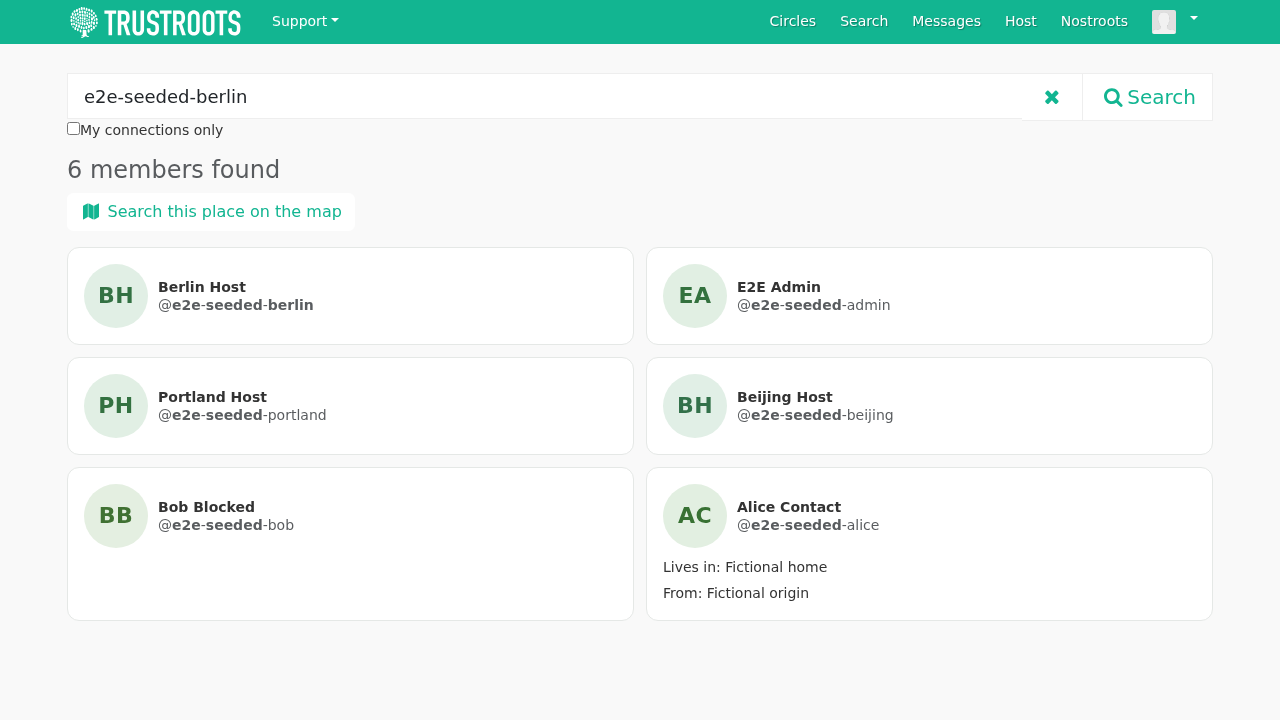 TRUSTROOTS Support Circles Search Messages Host Nostroots
e2e-seeded-berlin Search
My connections only
6 members found
Search this place on the map
BH Berlin Host
@e2e-seeded-berlin
EA E2E Admin
@e2e-seeded-admin
PH Portland Host
@e2e-seeded-portland
BH Beijing Host
@e2e-seeded-beijing
BB Bob Blocked
@e2e-seeded-bob
AC Alice Contact
@e2e-seeded-alice
Lives in: Fictional home
From: Fictional origin